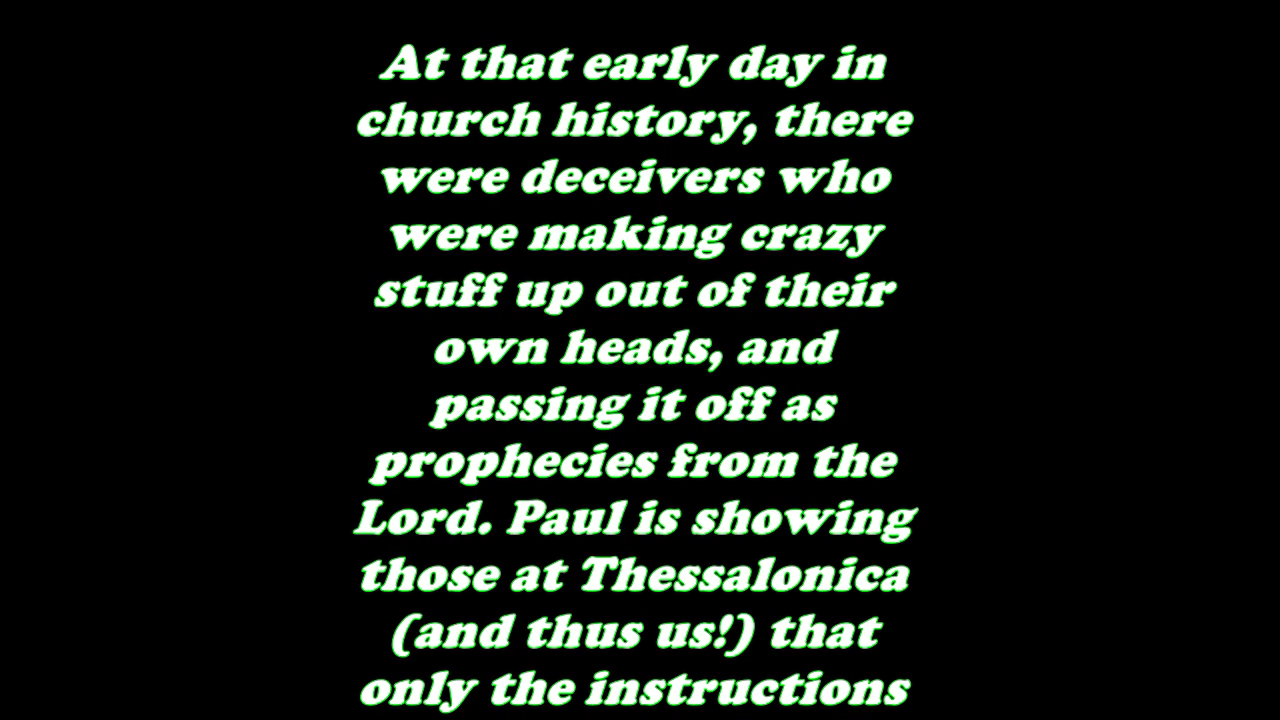 At that early day in
church history, there
were deceivers who
were making crazy
stuff up out of their
own heads, and
passing it off as
prophecies from the
Lord. Paul is showing
those at Thessalonica
(and thus us!) that
only the instructions